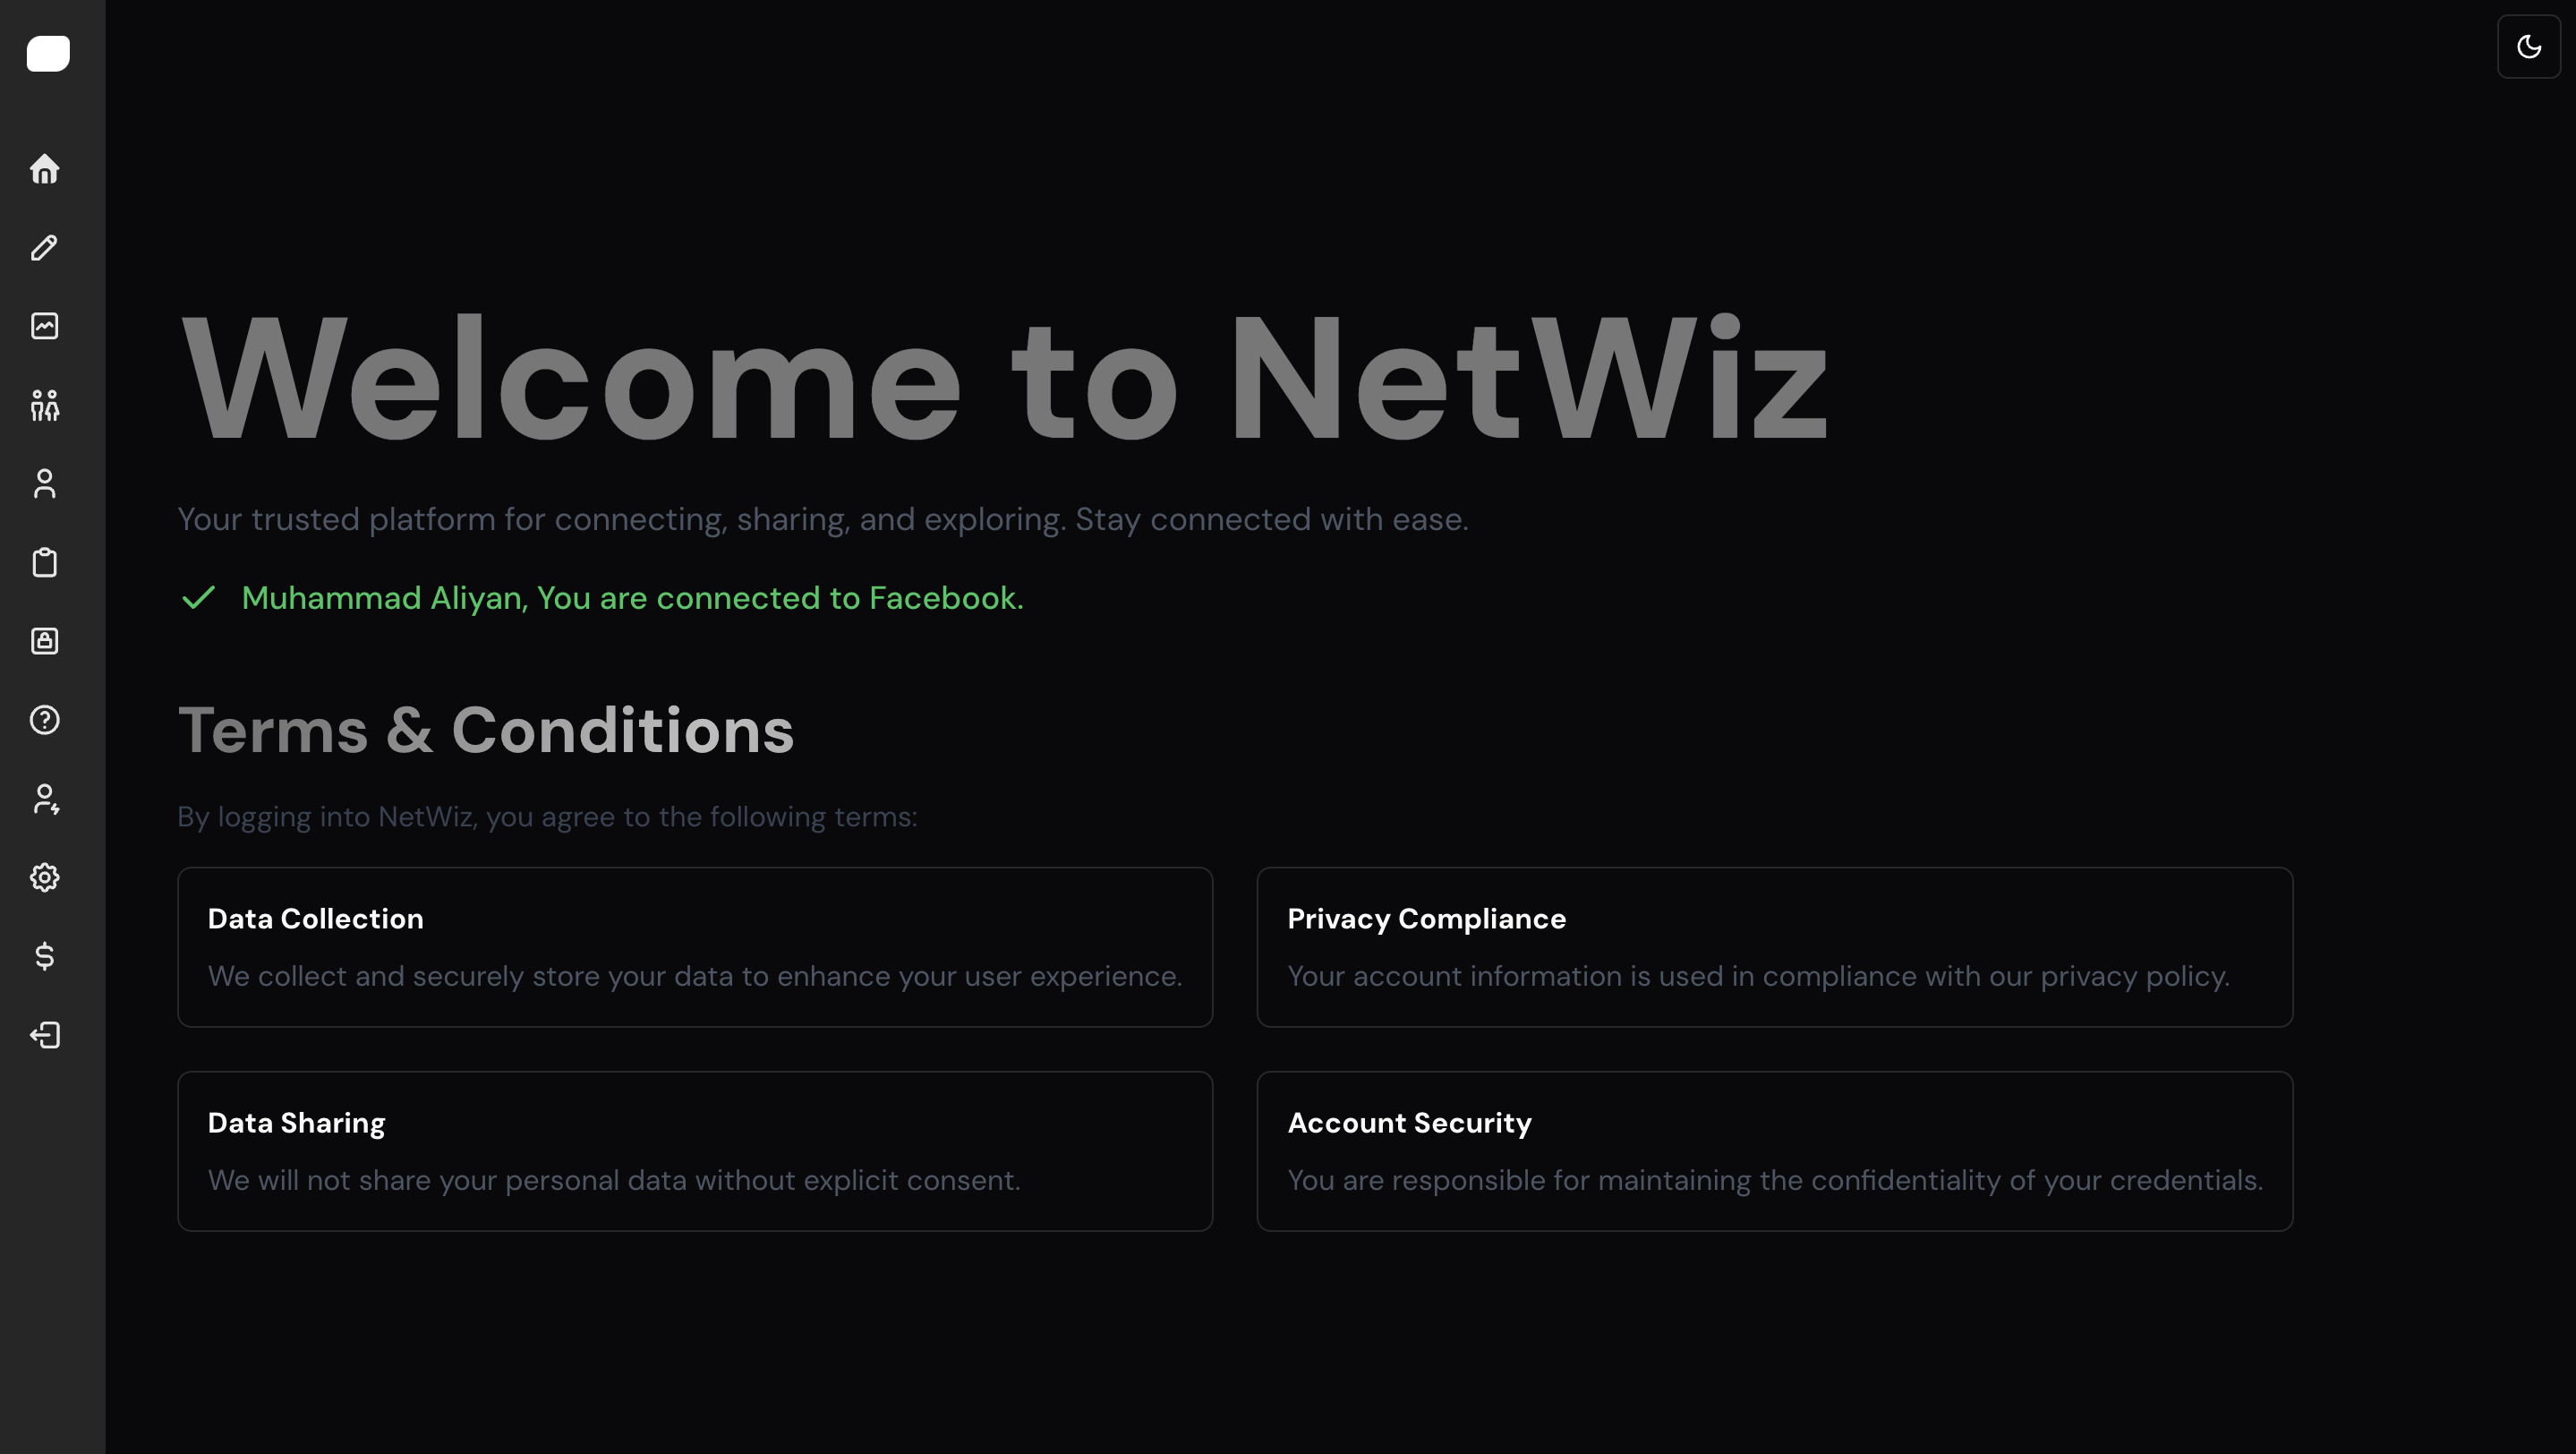 Welcome to NetWiz
Your trusted platform for connecting, sharing, and exploring. Stay connected with ease.
Muhammad Aliyan, You are connected to Facebook.
Terms & Conditions
By logging into NetWiz, you agree to the following terms:
Data Collection
We collect and securely store your data to enhance your user experience.
Privacy Compliance
Your account information is used in compliance with our privacy policy.
Data Sharing
We will not share your personal data without explicit consent.
Account Security
You are responsible for maintaining the confidentiality of your credentials.